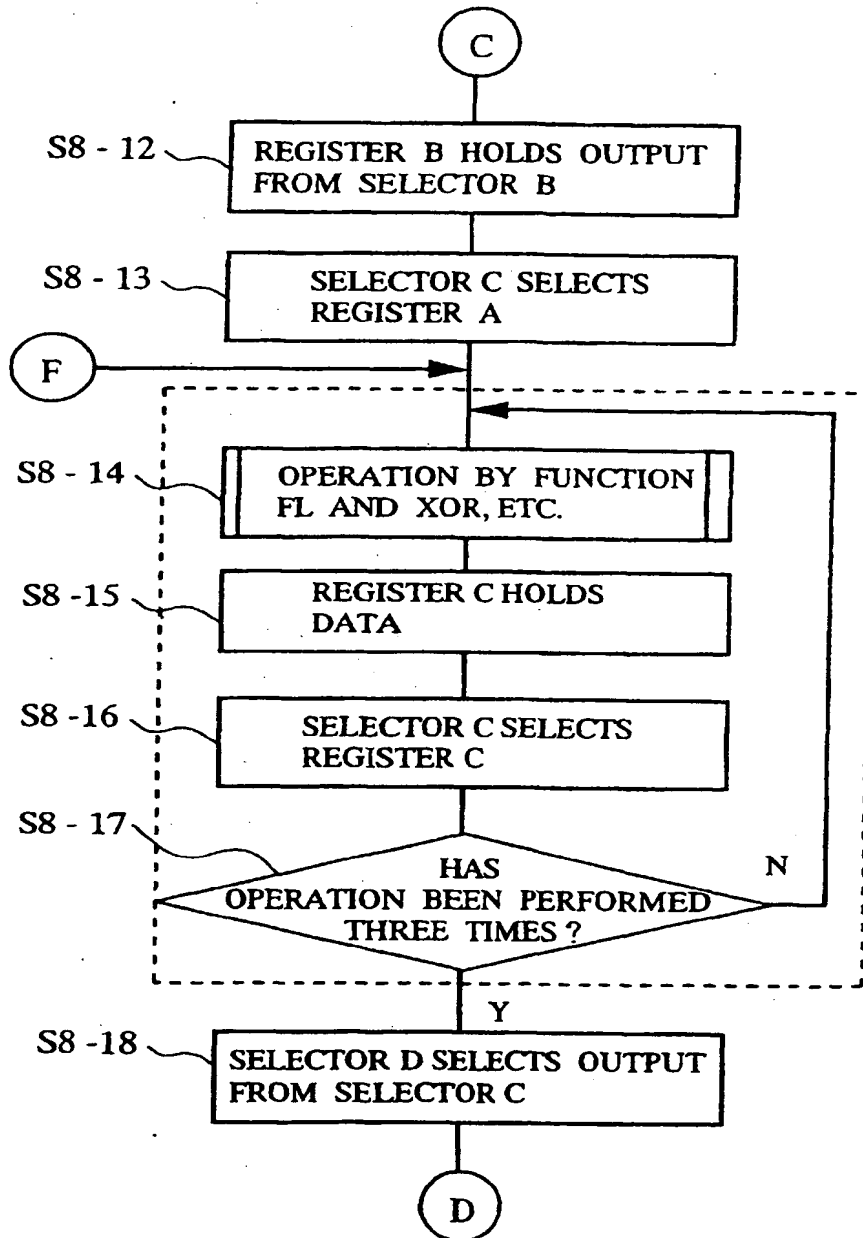 C
S8 - 12
REGISTER B HOLDS OUTPUT
FROM SELECTOR B
S8 - 13
SELECTOR C SELECTS
REGISTER A
F
S8 - 14
OPERATION BY FUNCTION
FL AND XOR, ETC.
S8 -15
REGISTER C HOLDS
DATA
S8 -16
SELECTOR C SELECTS
REGISTER C
S8 - 17
HAS
OPERATION BEEN PERFORMED
THREE TIMES ?
N
Y
S8 -18
SELECTOR D SELECTS OUTPUT
FROM SELECTOR C
D